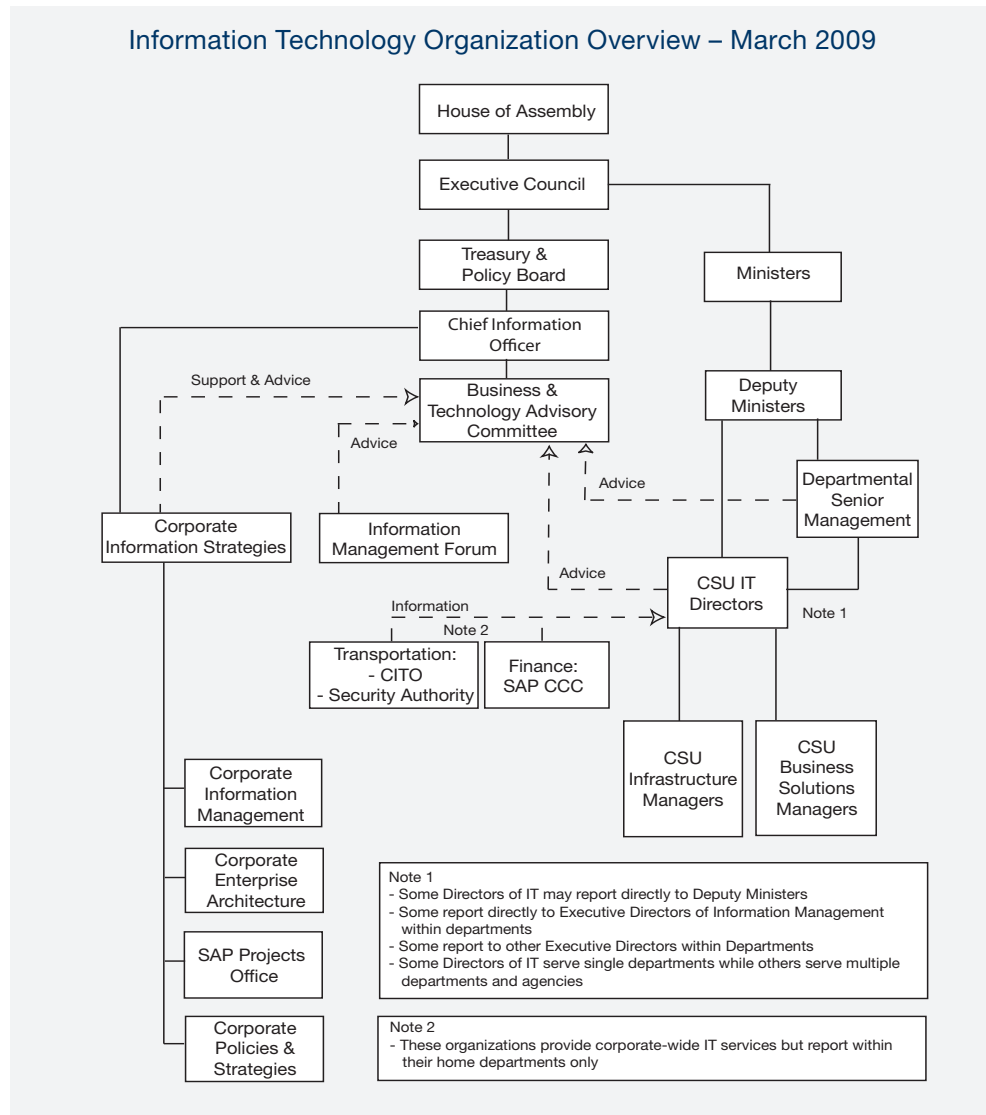 Information Technology Organization Overview – March 2009
House of Assembly
Executive Council
Treasury &
Policy Board
Ministers
Chief Information
Officer
Support & Advice
Business &
Technology Advisory
Committee
Deputy
Ministers
Advice
Advice
Departmental
Senior
Management
Corporate
Information Strategies
Information
Management Forum
Advice
CSU IT
Directors
Note 1
Information
Note 2
Transportation:
- CITO
- Security Authority
Finance:
SAP CCC
CSU
Infrastructure
Managers
CSU
Business
Solutions
Managers
Corporate
Information
Management
Corporate
Enterprise
Architecture
SAP Projects
Office
Corporate
Policies &
Strategies
Note 1
- Some Directors of IT may report directly to Deputy Ministers
- Some report directly to Executive Directors of Information Management
within departments
- Some report to other Executive Directors within Departments
- Some Directors of IT serve single departments while others serve multiple
departments and agencies
Note 2
- These organizations provide corporate-wide IT services but report within
their home departments only